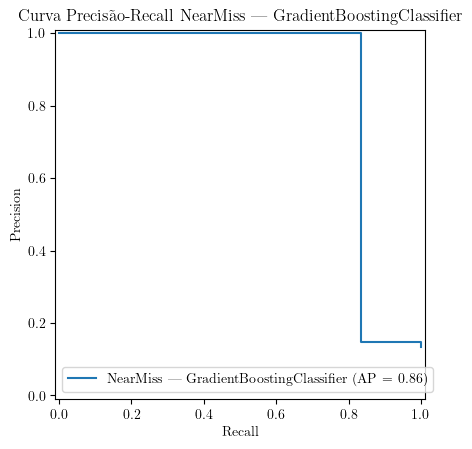 Curva Precisão-Recall NearMiss — GradientBoostingClassifier
1.0
0.8
0.6
0.4
0.2
0.0
Precision
NearMiss — GradientBoostingClassifier (AP = 0.86)
0.0 0.2 0.4 0.6 0.8 1.0
Recall